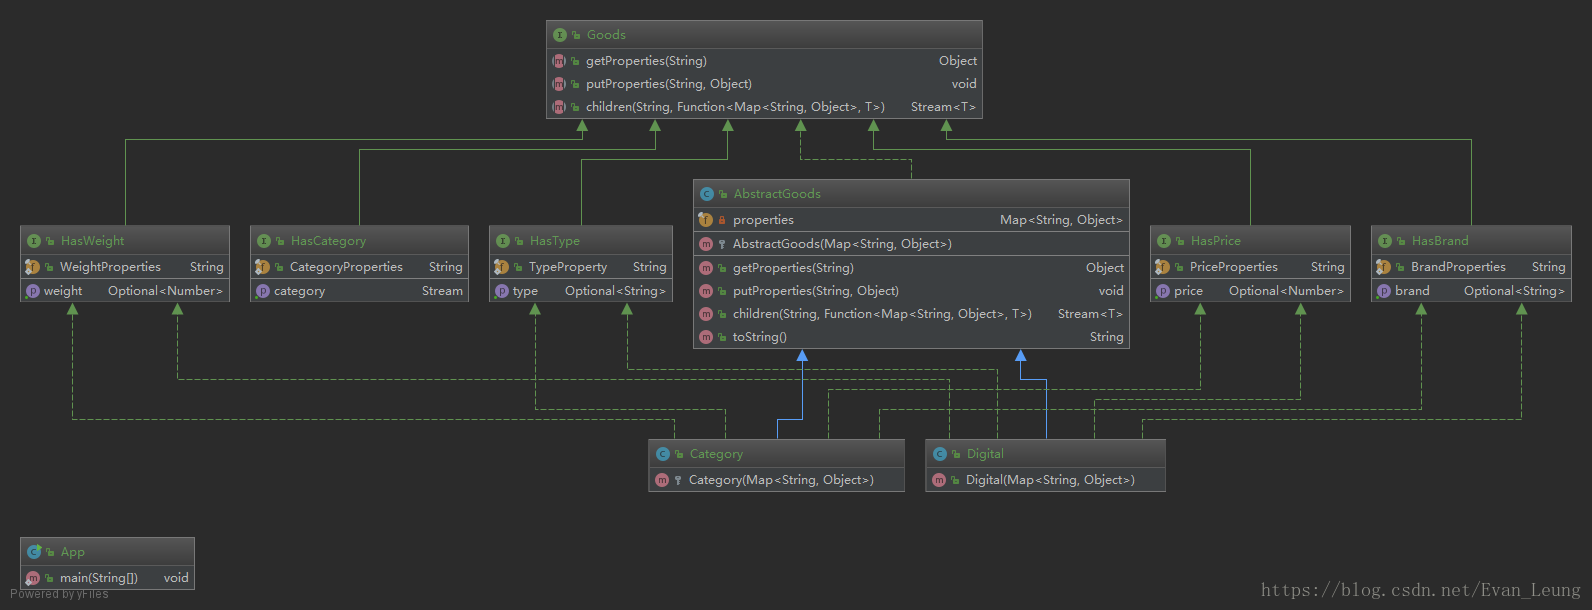 Goods
getProperties(String) Object
putProperties(String, Object) void
children(String, Function<Map<String, Object>, T>) Stream<T>
AbstractGoods
properties Map<String, Object>
AbstractGoods(Map<String, Object>)
getProperties(String) Object
putProperties(String, Object) void
children(String, Function<Map<String, Object>, T>) Stream<T>
toString() String
HasWeight
WeightProperties String
weight Optional<Number>
HasCategory
CategoryProperties String
category Stream
HasType
TypeProperty String
type Optional<String>
HasPrice
PriceProperties String
price Optional<Number>
HasBrand
BrandProperties String
brand Optional<String>
Category
Category(Map<String, Object>)
Digital
Digital(Map<String, Object>)
App
main(String[]) void
Powered by yFiles
https://blog.csdn.net/Evan_Leung